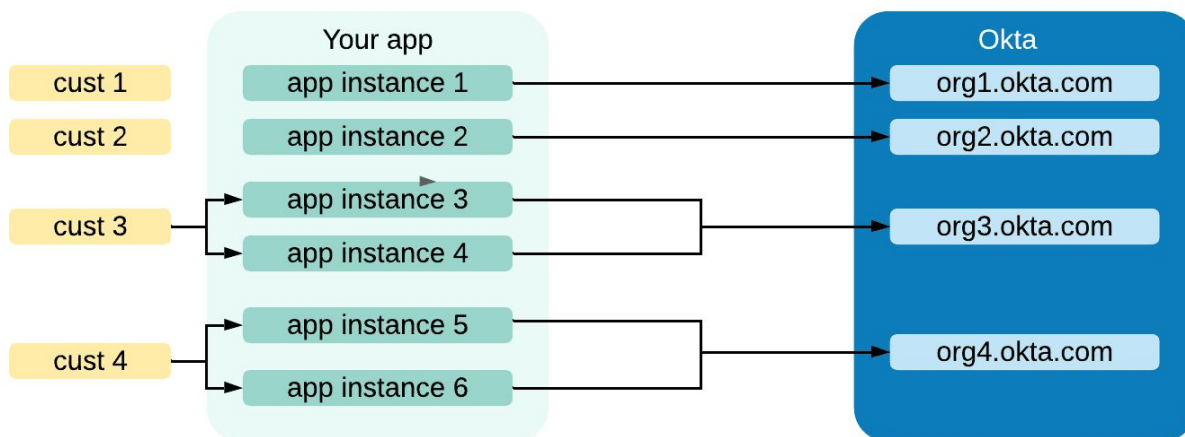 Your app
Okta
cust 1
app instance 1
org1.okta.com
cust 2
app instance 2
org2.okta.com
cust 3
app instance 3
app instance 4
org3.okta.com
cust 4
app instance 5
app instance 6
org4.okta.com